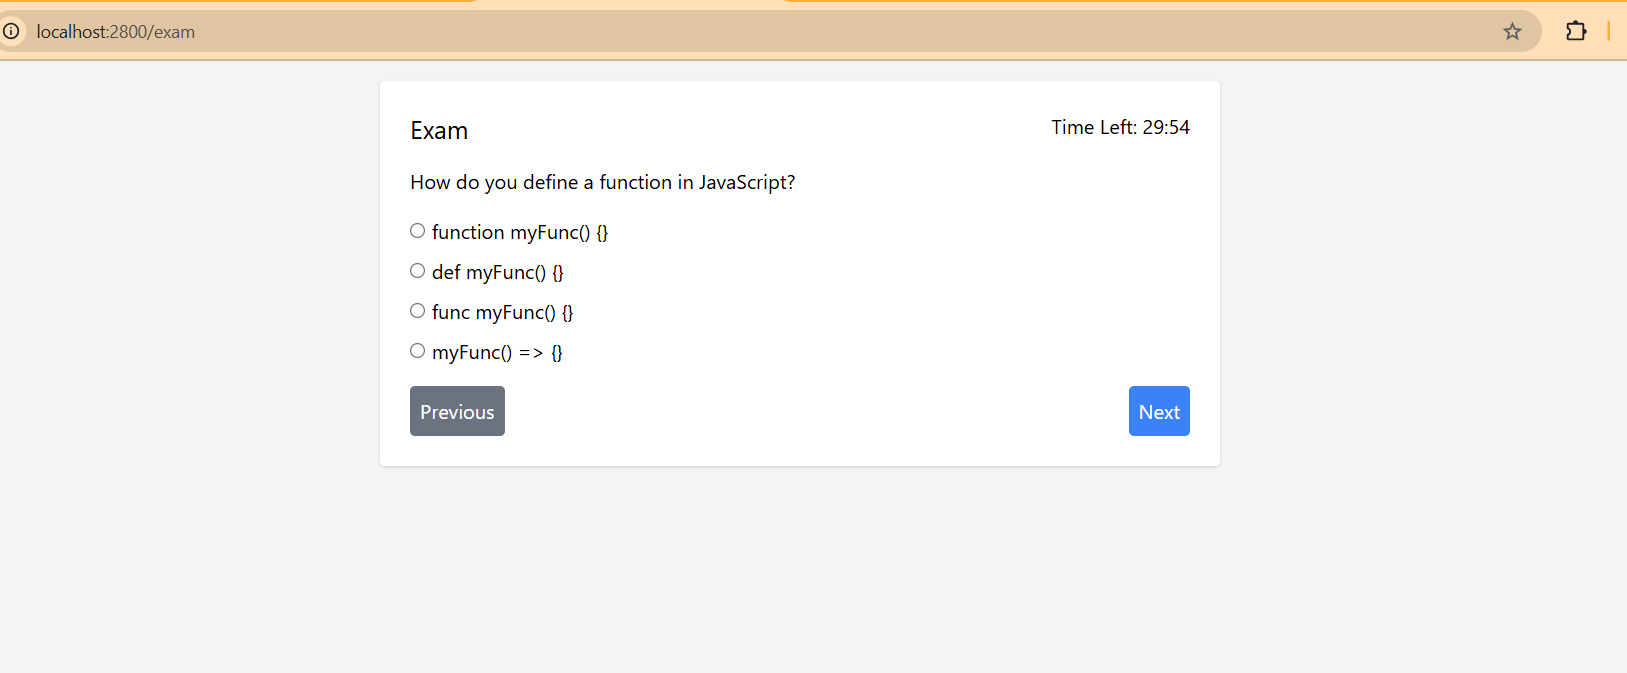 localhost:2800/exam
Exam
Time Left: 29:54
How do you define a function in JavaScript?
function myFunc() {}
def myFunc() {}
func myFunc() {}
myFunc() => {}
Previous
Next